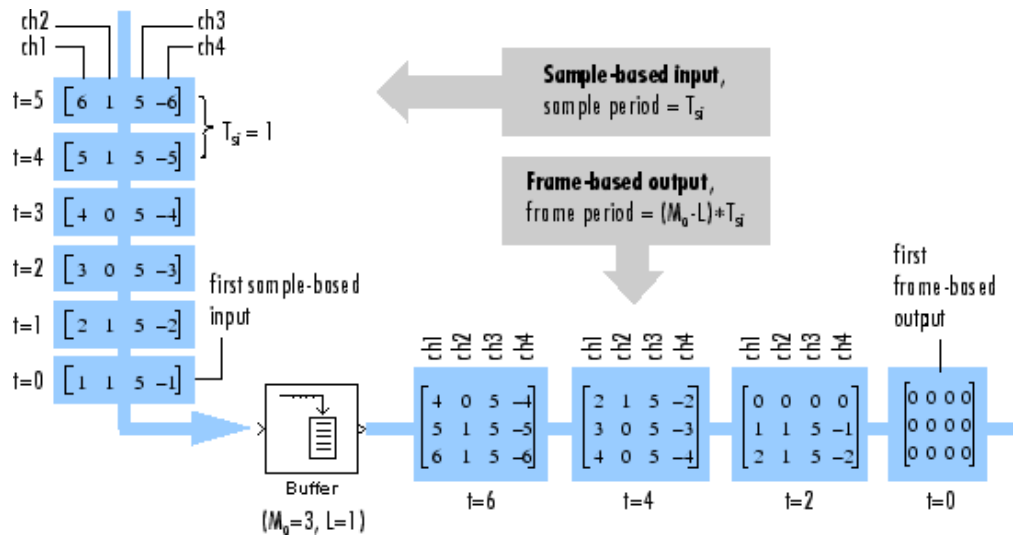 ch2
ch1
ch3
ch4
t=5 [6 1 5 -6]
T_si = 1
t=4 [5 1 5 -5]
t=3 [4 0 5 -4]
t=2 [3 0 5 -3]
t=1 [2 1 5 -2]
t=0 [1 1 5 -1]
first sample-based
input
Sample-based input,
sample period = T_si
Frame-based output,
frame period = (M_o-L)*T_si
first
frame-based
output
Buffer
(M_o=3, L=1)
ch1 ch2 ch3 ch4
4 0 5 -4
5 1 5 -5
6 1 5 -6
t=6
ch1 ch2 ch3 ch4
2 1 5 -2
3 0 5 -3
4 0 5 -4
t=4
ch1 ch2 ch3 ch4
0 0 0 0
1 1 5 -1
2 1 5 -2
t=2
0 0 0 0
0 0 0 0
0 0 0 0
t=0